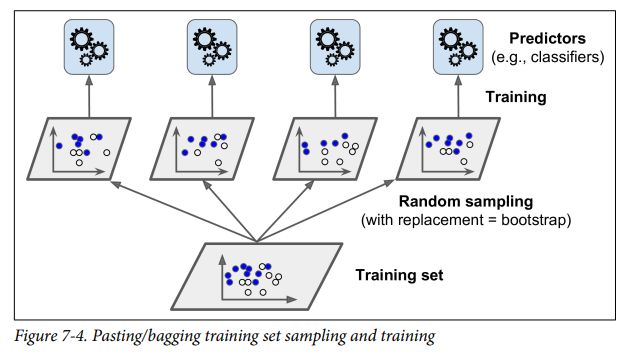 Predictors
(e.g., classifiers)
Training
Random sampling
(with replacement = bootstrap)
Training set
Figure 7-4. Pasting/bagging training set sampling and training